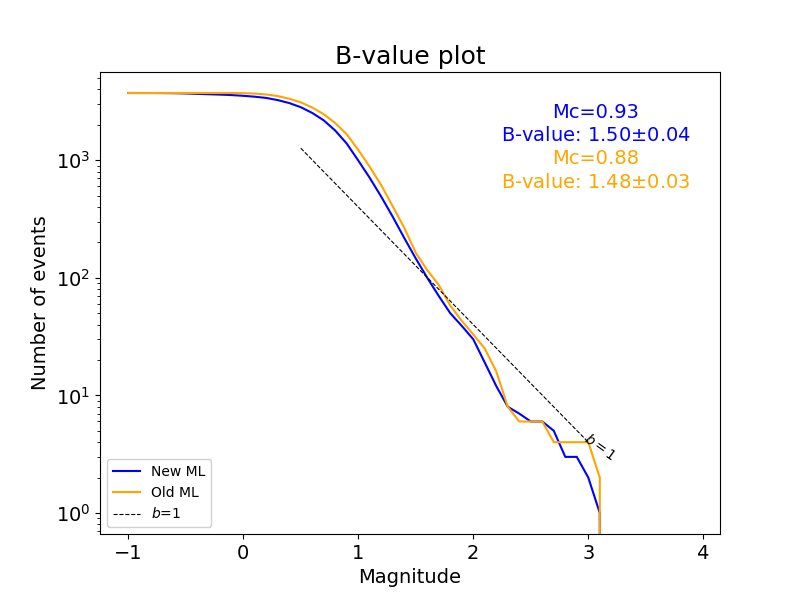 B-value plot
Mc=0.93
B-value: 1.50±0.04
Mc=0.88
B-value: 1.48±0.03
10³
10²
10¹
10⁰
Number of events
b=1
New ML
Old ML
b=1
−1 0 1 2 3 4
Magnitude